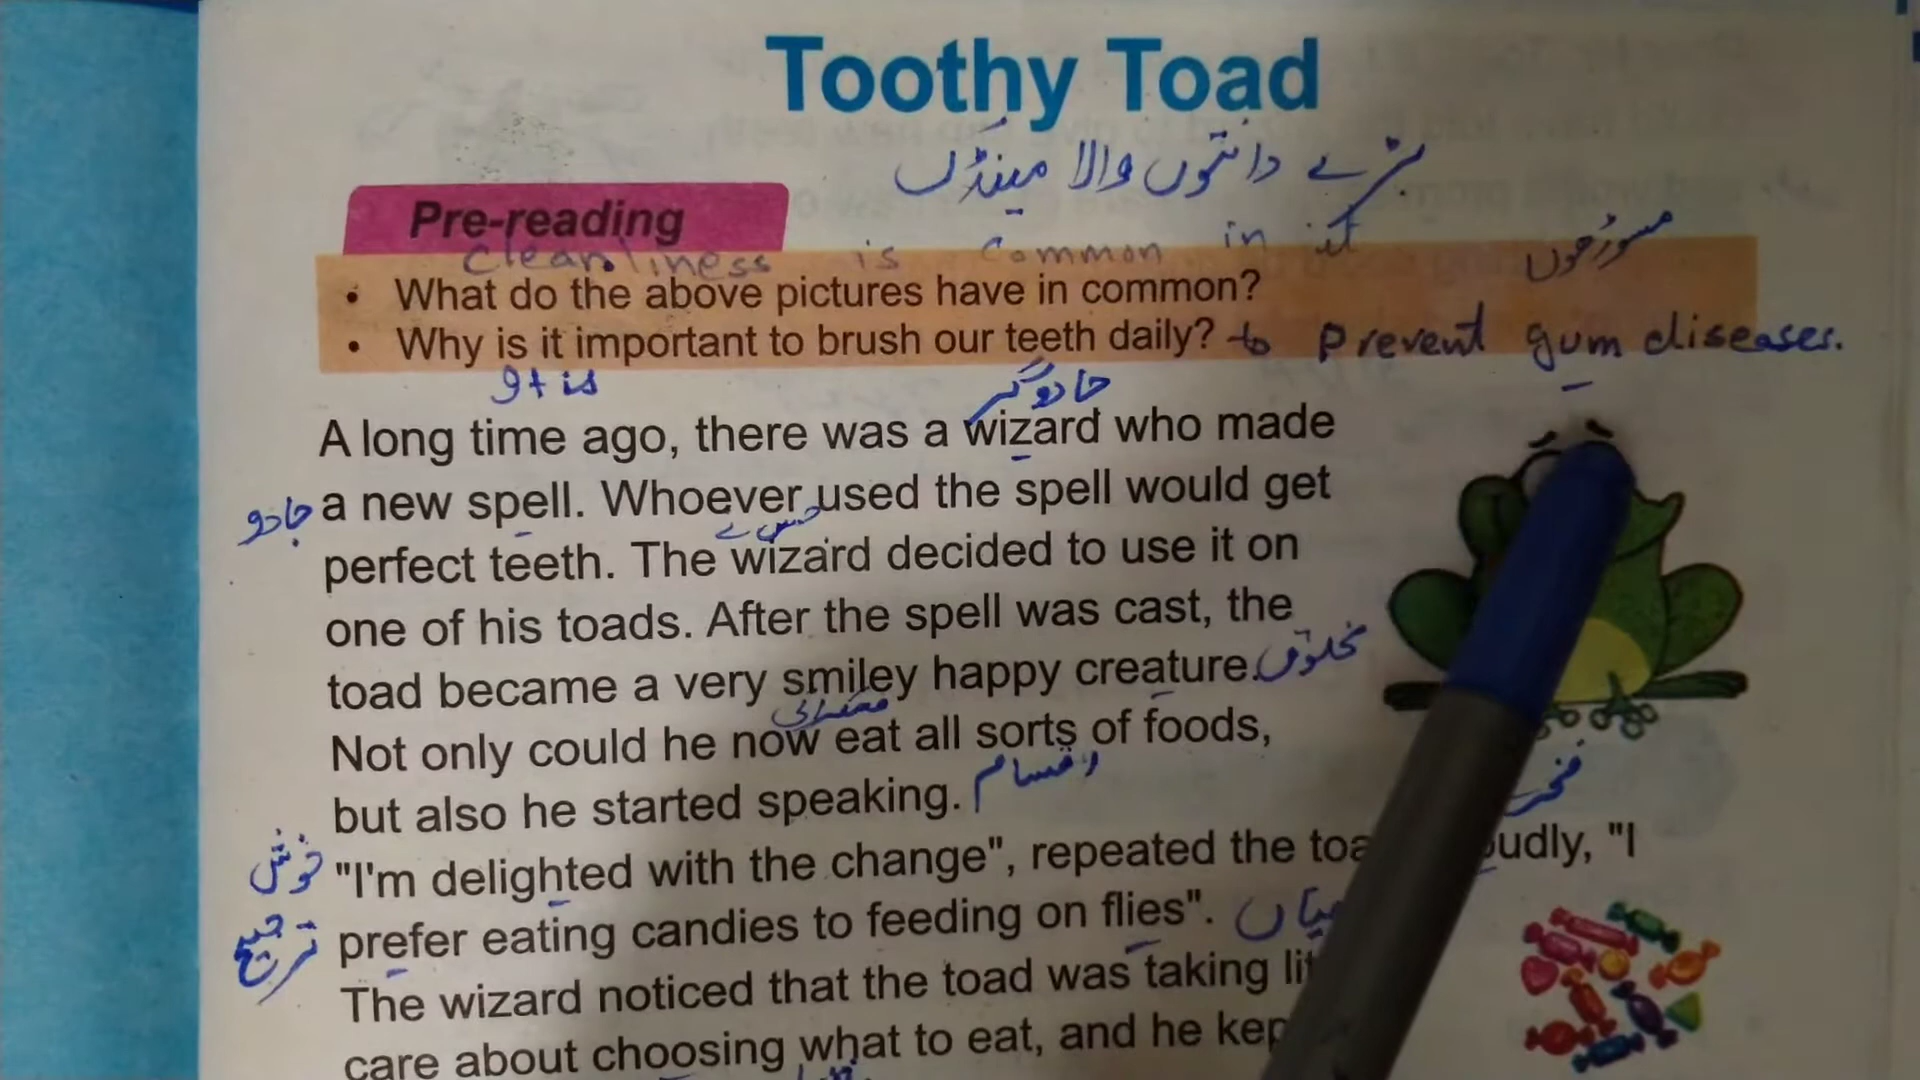 Toothy Toad
بڑے دانتوں والا مینڈک
Pre-reading
cleanliness is common in it
مسوڑھوں
• What do the above pictures have in common?
• Why is it important to brush our teeth daily? to prevent gum diseases.
It is
جادوگر
A long time ago, there was a wizard who made
جادو a new spell. Whoever used the spell would get
جس نے
perfect teeth. The wizard decided to use it on
one of his toads. After the spell was cast, the
toad became a very smiley happy creature. مخلوق
Not only could he now eat all sorts of foods,
but also he started speaking. اقسام
فخر
خوش "I'm delighted with the change", repeated the toa udly, "I
ترجیح prefer eating candies to feeding on flies".
The wizard noticed that the toad was taking lit
care about choosing what to eat, and he kep